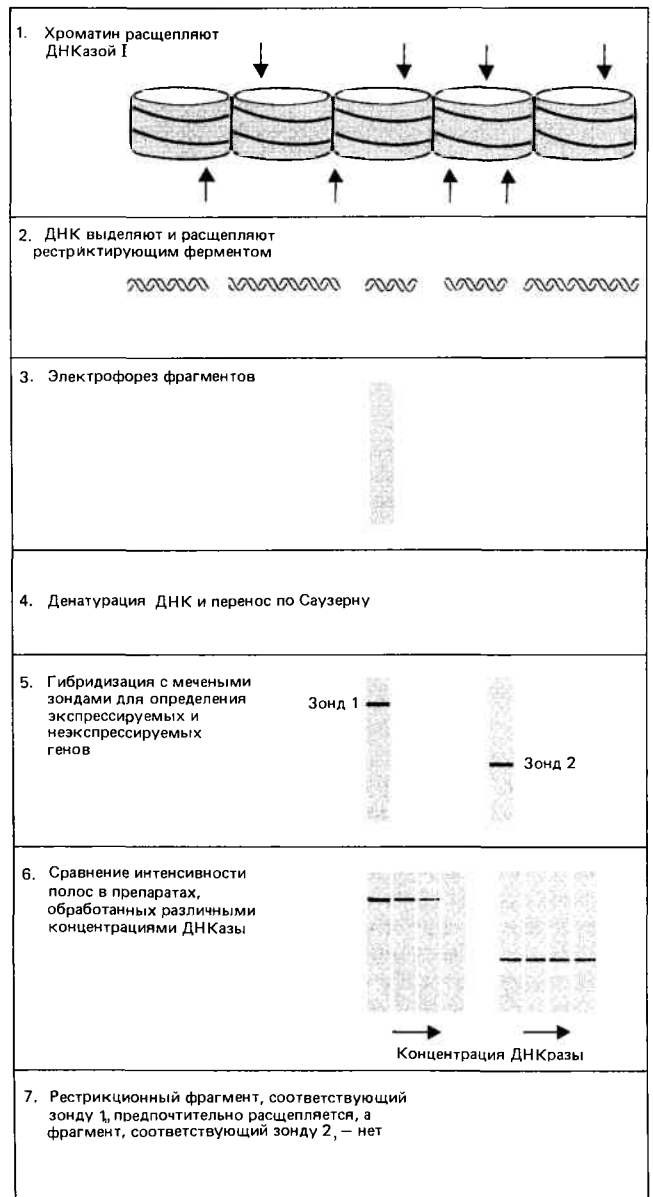 1. Хроматин расщепляют
ДНКазой I
2. ДНК выделяют и расщепляют
рестриктирующим ферментом
3. Электрофорез фрагментов
4. Денатурация ДНК и перенос по Саузерну
5. Гибридизация с мечеными
зондами для определения
экспрессируемых и
неэкспрессируемых
генов
Зонд 1
Зонд 2
6. Сравнение интенсивности
полос в препаратах,
обработанных различными
концентрациями ДНКазы
Концентрация ДНКразы
7. Рестрикционный фрагмент, соответствующий
зонду 1,, предпочтительно расщепляется, а
фрагмент, соответствующий зонду 2, — нет